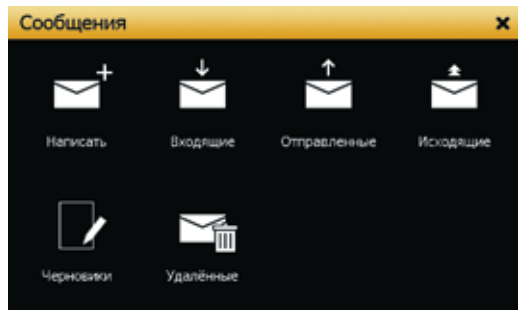 Сообщения
Написать Входящие Отправленные Исходящие
Черновики Удалённые